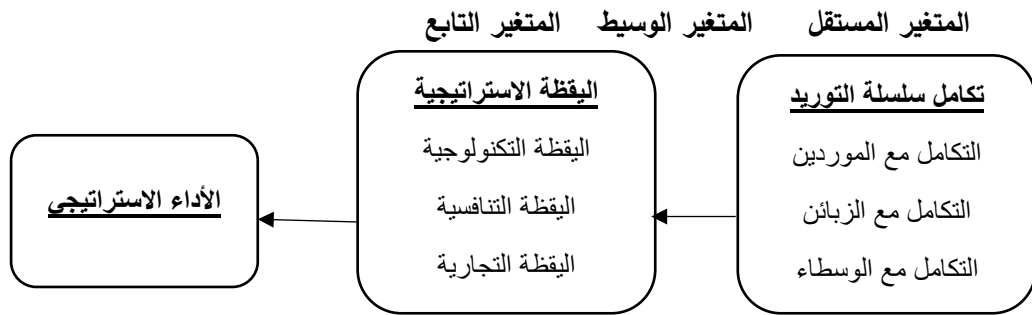 المتغير المستقل المتغير الوسيط المتغير التابع
تكامل سلسلة التوريد
التكامل مع الموردين
التكامل مع الزبائن
التكامل مع الوسطاء
اليقظة الاستراتيجية
اليقظة التكنولوجية
اليقظة التنافسية
اليقظة التجارية
الأداء الاستراتيجي